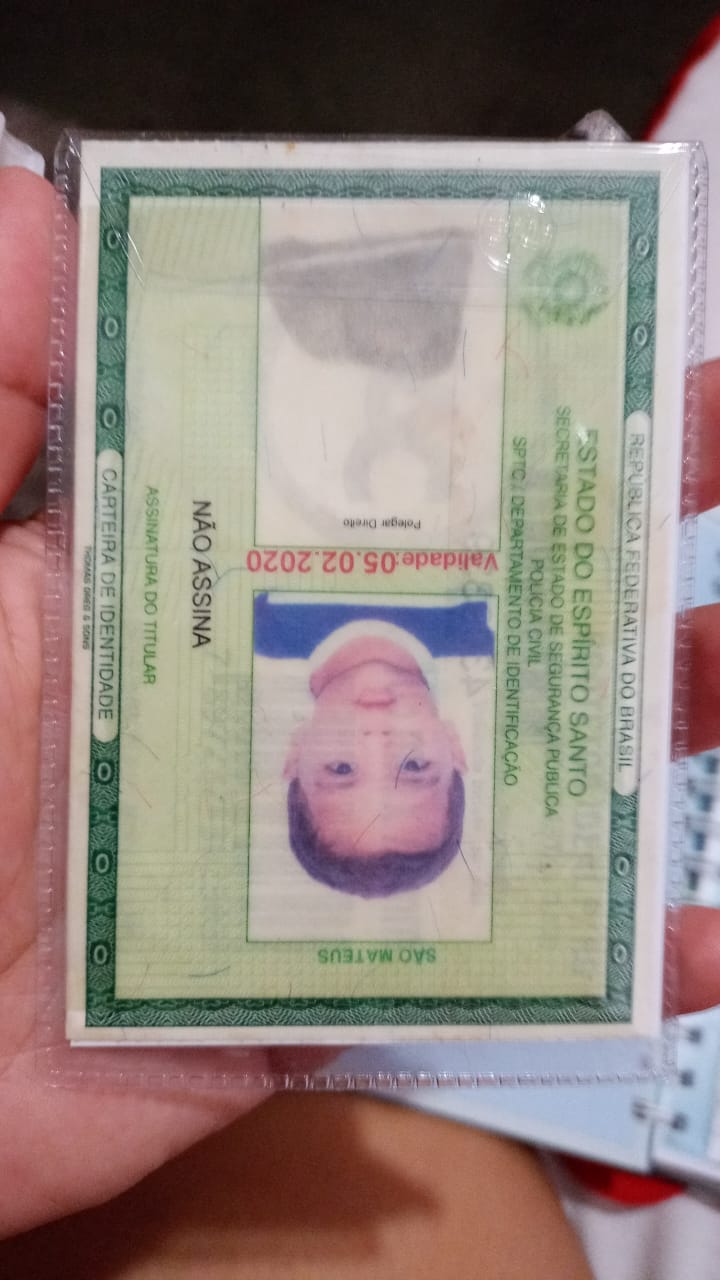 REPÚBLICA FEDERATIVA DO BRASIL
ESTADO DO ESPÍRITO SANTO
SECRETARIA DE ESTADO DE SEGURANÇA PÚBLICA
POLICIA CIVIL
SPTC / DEPARTAMENTO DE IDENTIFICAÇÃO
SÃO MATEUS
Validade:05.02.2020
Polegar Direito
NÃO ASSINA
ASSINATURA DO TITULAR
CARTEIRA DE IDENTIDADE
THOMAS GREG & SONS